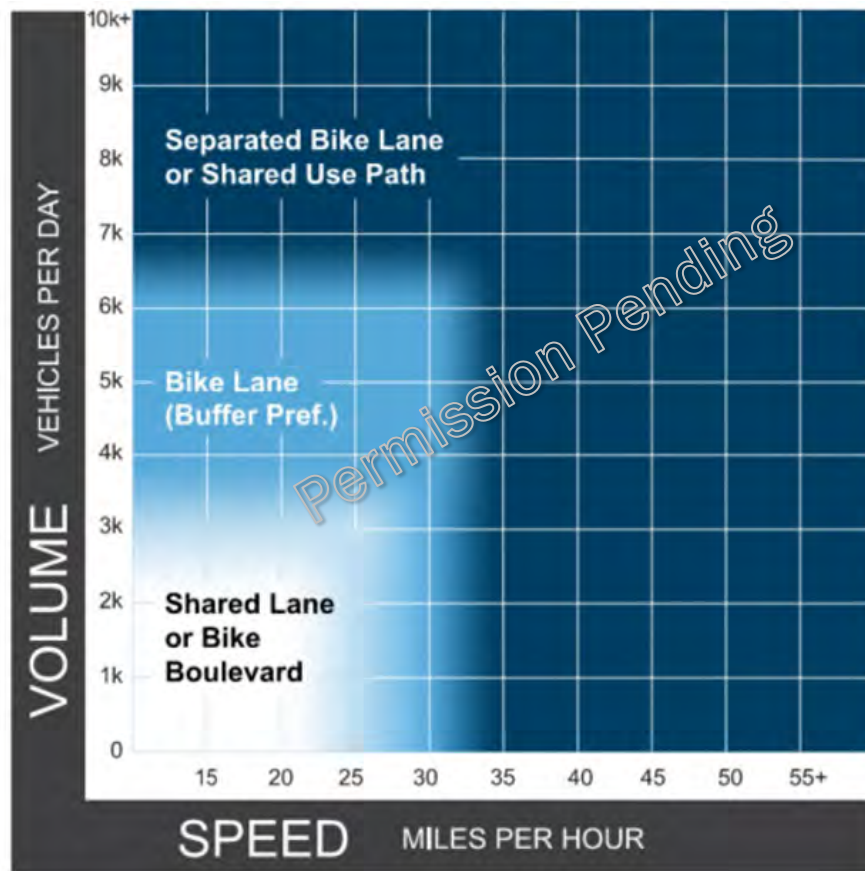 10k+
9k
8k
7k
6k
5k
4k
3k
2k
1k
0
VOLUME VEHICLES PER DAY
Separated Bike Lane
or Shared Use Path
Bike Lane
(Buffer Pref.)
Shared Lane
or Bike
Boulevard
Permission Pending
15 20 25 30 35 40 45 50 55+
SPEED MILES PER HOUR